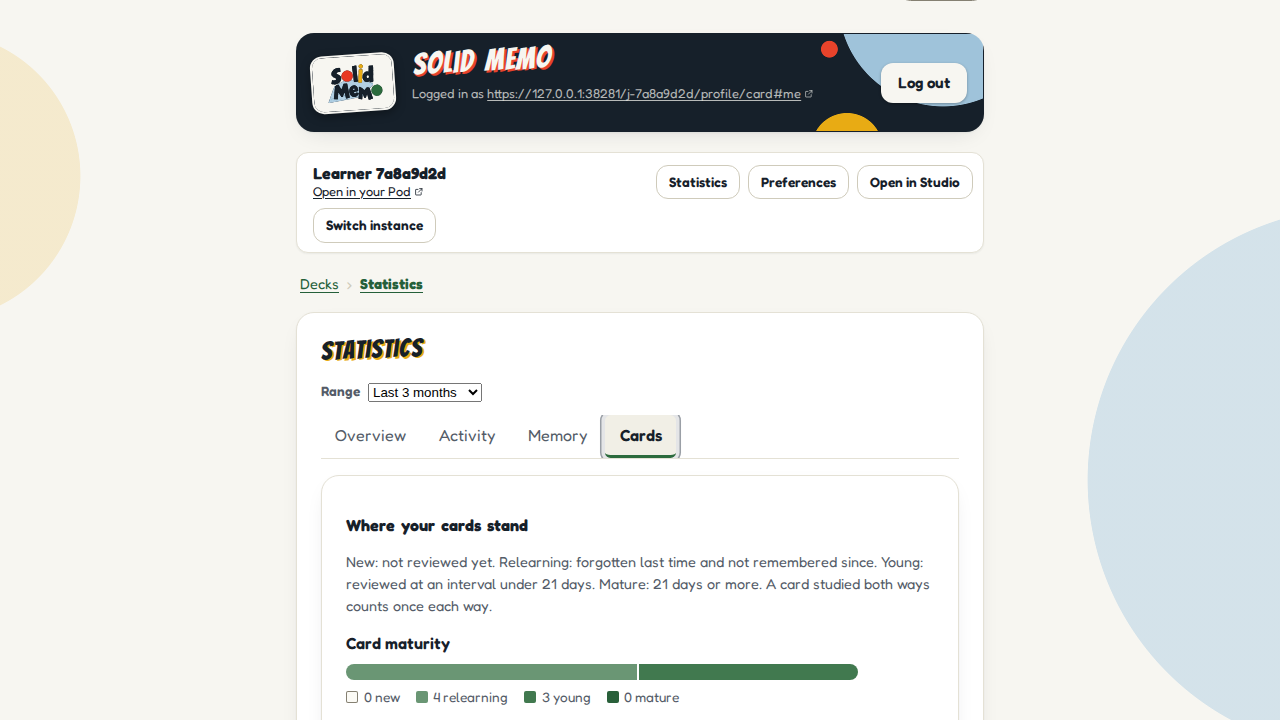 Solid
Memo
SOLID MEMO
Logged in as https://127.0.0.1:38281/j-7a8a9d2d/profile/card#me
Log out
Learner 7a8a9d2d
Open in your Pod
Statistics
Preferences
Open in Studio
Switch instance
Decks › Statistics
STATISTICS
Range Last 3 months
Overview
Activity
Memory
Cards
Where your cards stand
New: not reviewed yet. Relearning: forgotten last time and not remembered since. Young:
reviewed at an interval under 21 days. Mature: 21 days or more. A card studied both ways
counts once each way.
Card maturity
0 new
4 relearning
3 young
0 mature